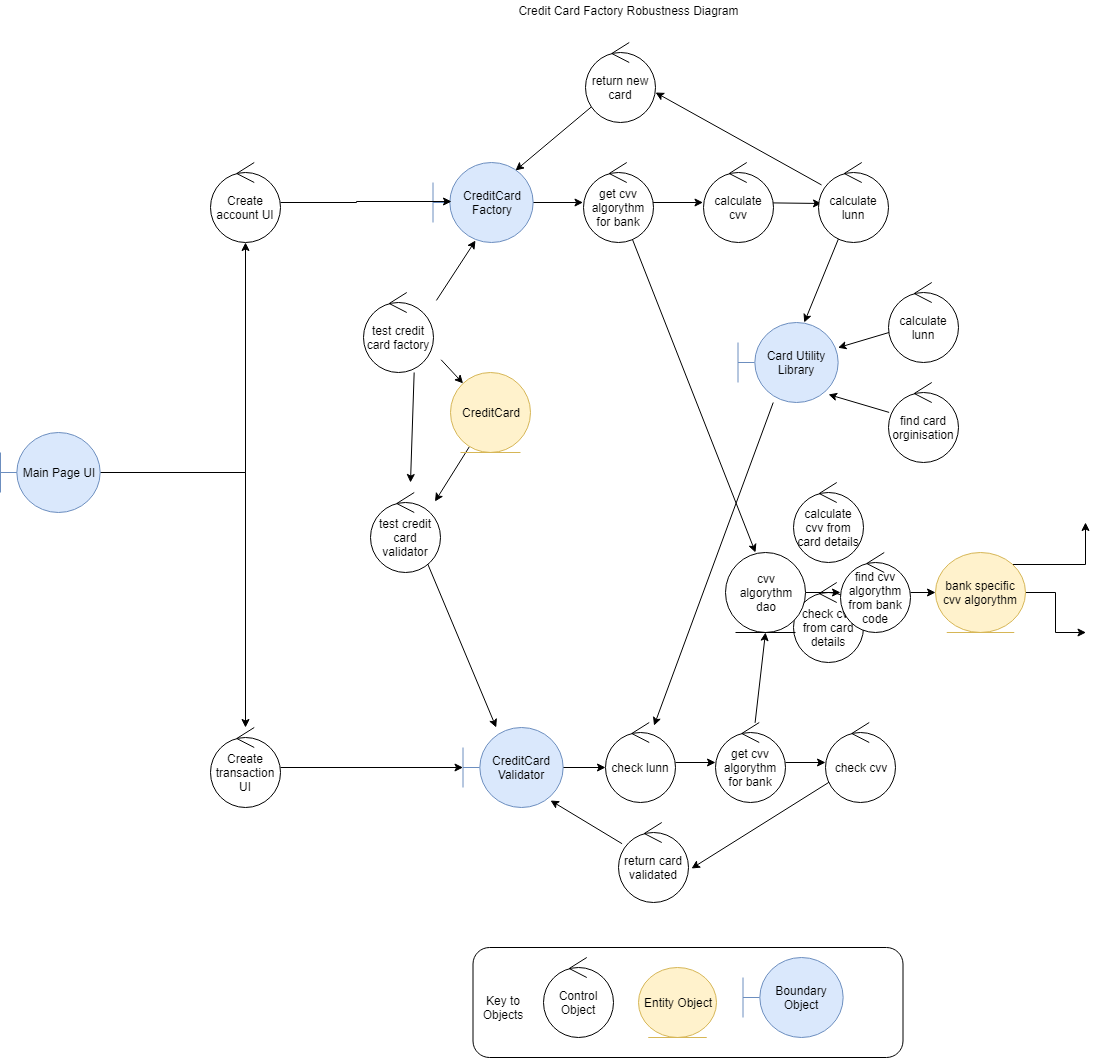 Credit Card Factory Robustness Diagram
return new
card
Create
account UI
CreditCard
Factory
get cvv
algorythm
for bank
calculate
cvv
calculate
lunn
test credit
card factory
calculate
lunn
Card Utility
Library
CreditCard
find card
orginisation
Main Page UI
test credit
card
validator
calculate
cvv from
card details
cvv
algorythm
dao
check
from card
details
find cvv
algorythm
from bank
code
bank specific
cvv algorythm
Create
transaction
UI
CreditCard
Validator
check lunn
get cvv
algorythm
for bank
check cvv
return card
validated
Key to
Objects
Control
Object
Entity Object
Boundary
Object